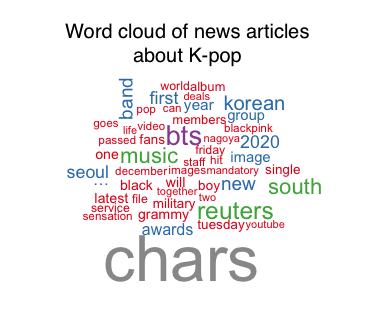 Word cloud of news articles
about K-pop
world album
deals
band first year korean
pop can
goes members group
life video blackpink
passed fans bts 2020
nagoya
friday
one music staff hit image
seoul december images mandatory single
… black will boy new south
together
latest file military two
service grammy reuters
sensation
tuesday youtube
awards
chars